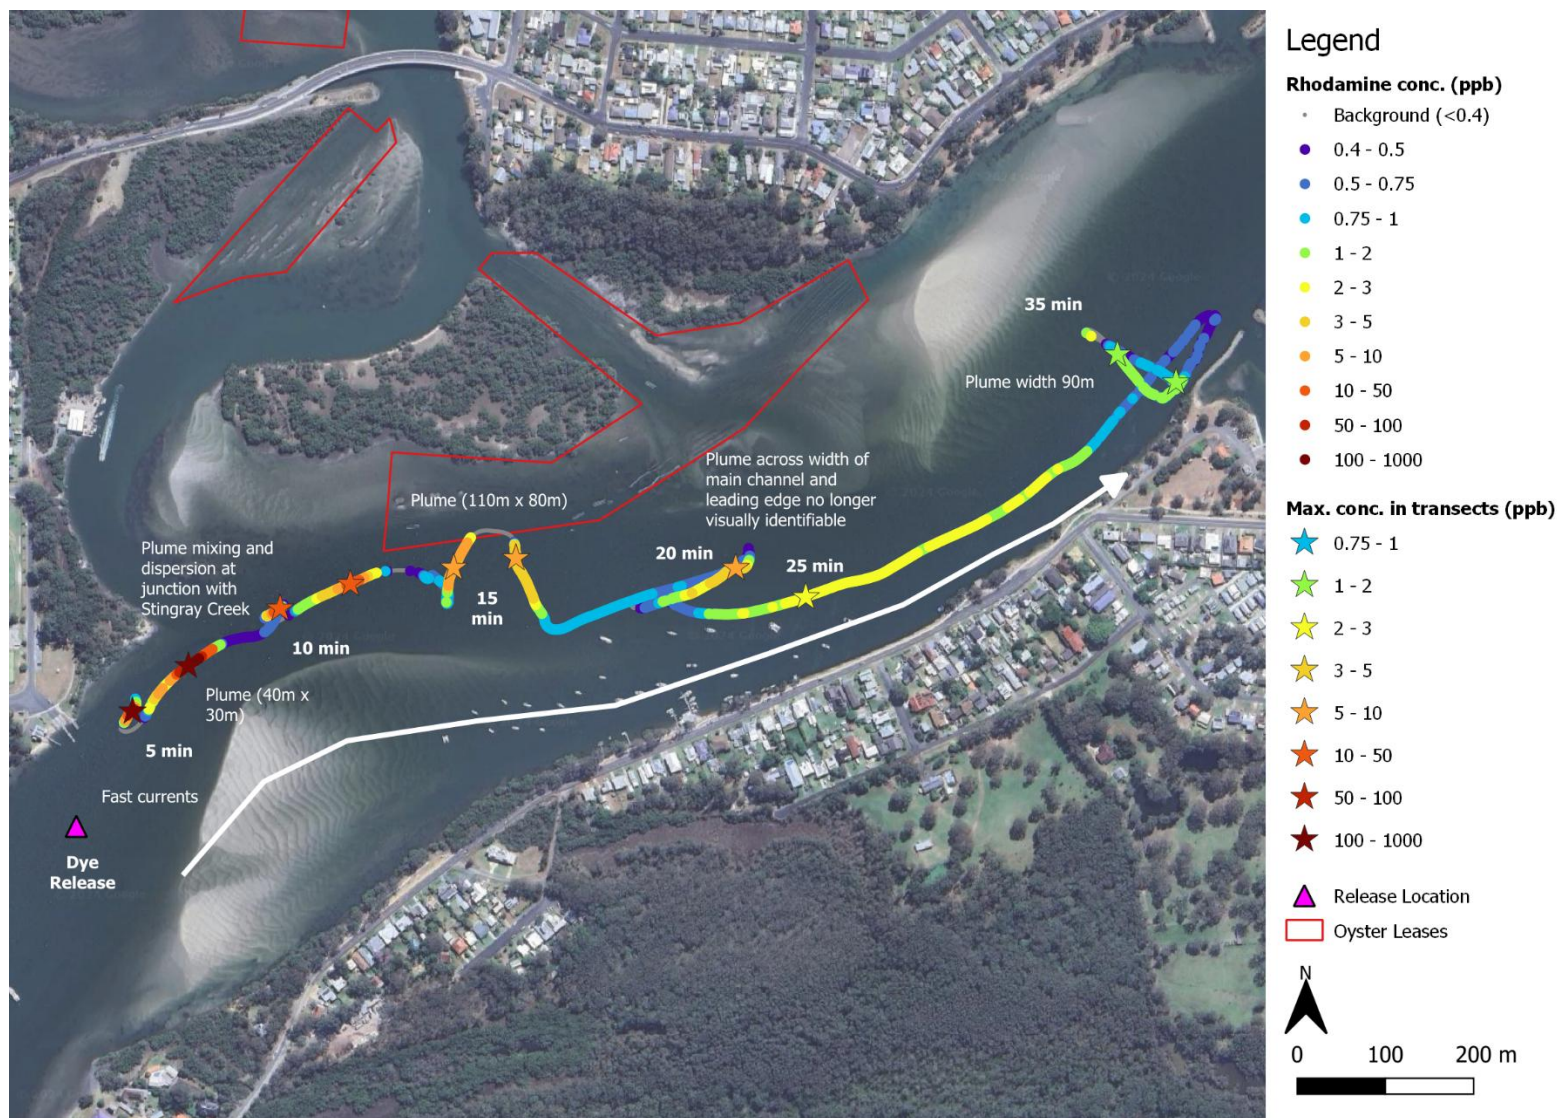 35 min
Plume width 90m
Plume across width of
main channel and
leading edge no longer
visually identifiable
Plume (110m x 80m)
Plume mixing and
dispersion at
junction with
Stingray Creek
20 min
25 min
15
min
10 min
Plume (40m x
30m)
5 min
Fast currents
Dye
Release
Legend
Rhodamine conc. (ppb)
Background (<0.4)
0.4 - 0.5
0.5 - 0.75
0.75 - 1
1 - 2
2 - 3
3 - 5
5 - 10
10 - 50
50 - 100
100 - 1000
Max. conc. in transects (ppb)
0.75 - 1
1 - 2
2 - 3
3 - 5
5 - 10
10 - 50
50 - 100
100 - 1000
Release Location
Oyster Leases
N
0 100 200 m